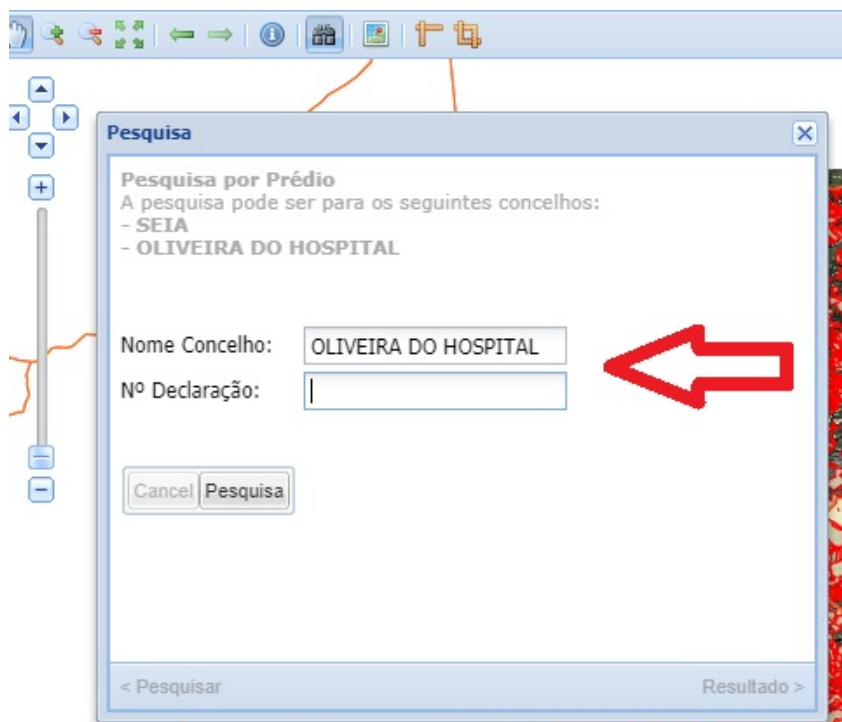 Pesquisa
Pesquisa por Prédio
A pesquisa pode ser para os seguintes concelhos:
- SEIA
- OLIVEIRA DO HOSPITAL
Nome Concelho: OLIVEIRA DO HOSPITAL
Nº Declaração:
Cancel Pesquisa
< Pesquisar Resultado >